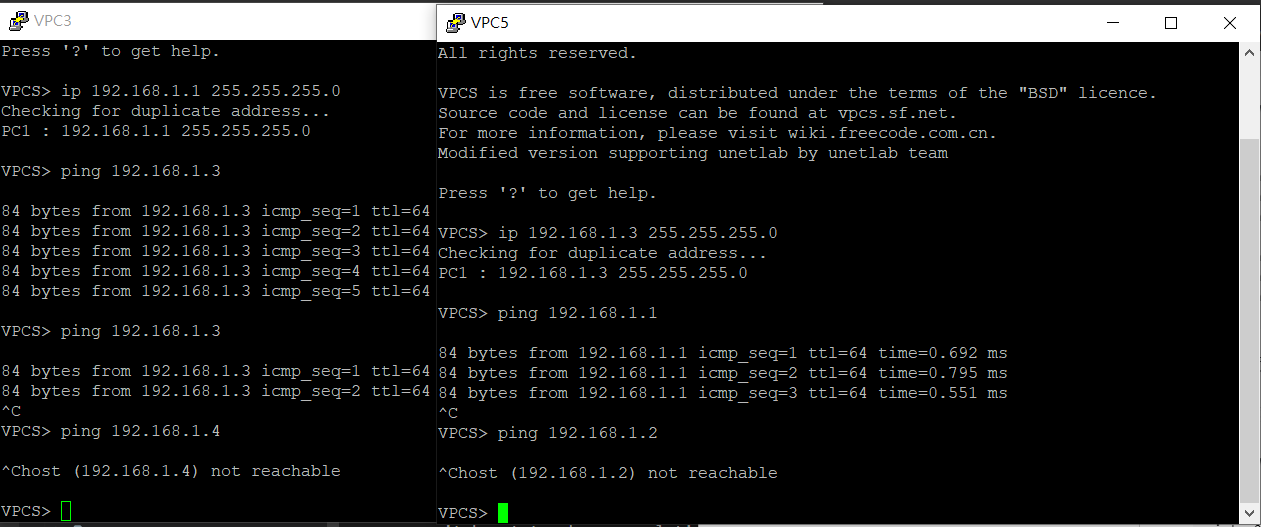 VPC3
Press '?' to get help.
VPCS> ip 192.168.1.1 255.255.255.0
Checking for duplicate address...
PC1 : 192.168.1.1 255.255.255.0
VPCS> ping 192.168.1.3
84 bytes from 192.168.1.3 icmp_seq=1 ttl=64
84 bytes from 192.168.1.3 icmp_seq=2 ttl=64
84 bytes from 192.168.1.3 icmp_seq=3 ttl=64
84 bytes from 192.168.1.3 icmp_seq=4 ttl=64
84 bytes from 192.168.1.3 icmp_seq=5 ttl=64
VPCS> ping 192.168.1.3
84 bytes from 192.168.1.3 icmp_seq=1 ttl=64
84 bytes from 192.168.1.3 icmp_seq=2 ttl=64
^C
VPCS> ping 192.168.1.4
^Chost (192.168.1.4) not reachable
VPCS>
VPC5
All rights reserved.
VPCS is free software, distributed under the terms of the "BSD" licence.
Source code and license can be found at vpcs.sf.net.
For more information, please visit wiki.freecode.com.cn.
Modified version supporting unetlab by unetlab team
Press '?' to get help.
VPCS> ip 192.168.1.3 255.255.255.0
Checking for duplicate address...
PC1 : 192.168.1.3 255.255.255.0
VPCS> ping 192.168.1.1
84 bytes from 192.168.1.1 icmp_seq=1 ttl=64 time=0.692 ms
84 bytes from 192.168.1.1 icmp_seq=2 ttl=64 time=0.795 ms
84 bytes from 192.168.1.1 icmp_seq=3 ttl=64 time=0.551 ms
^C
VPCS> ping 192.168.1.2
^Chost (192.168.1.2) not reachable
VPCS>